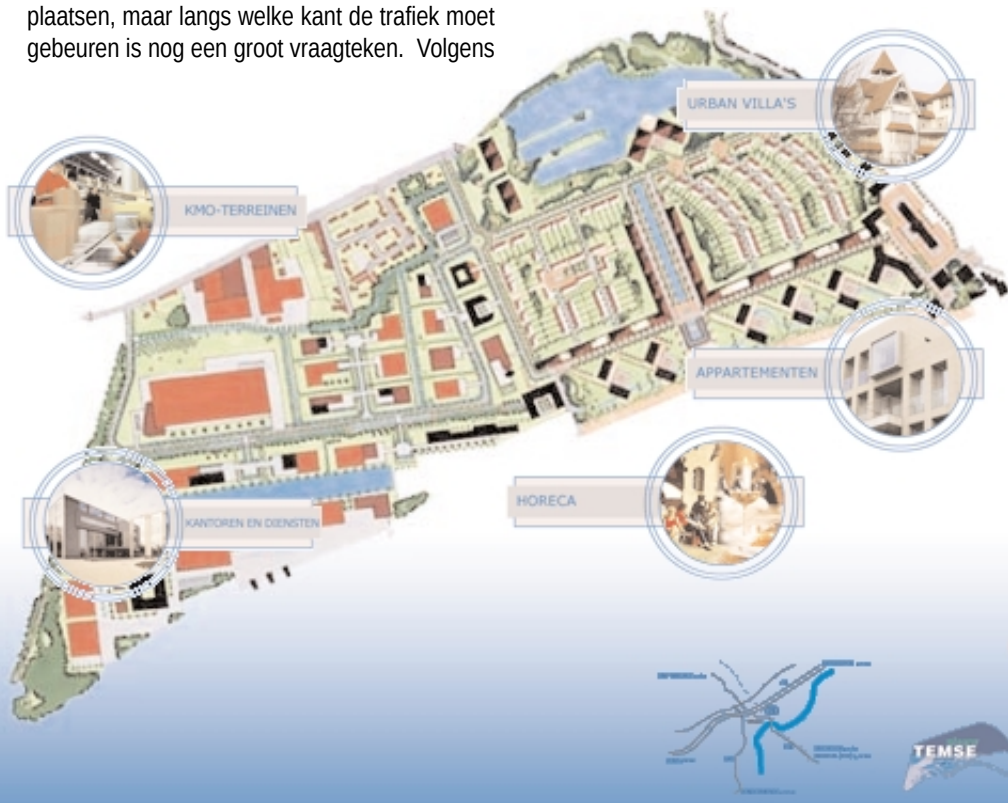 plaatsen, maar langs welke kant de trafiek moet
gebeuren is nog een groot vraagteken. Volgens
URBAN VILLA'S
KMO-TERREINEN
APPARTEMENTEN
HORECA
KANTOREN EN DIENSTEN
TEMSE